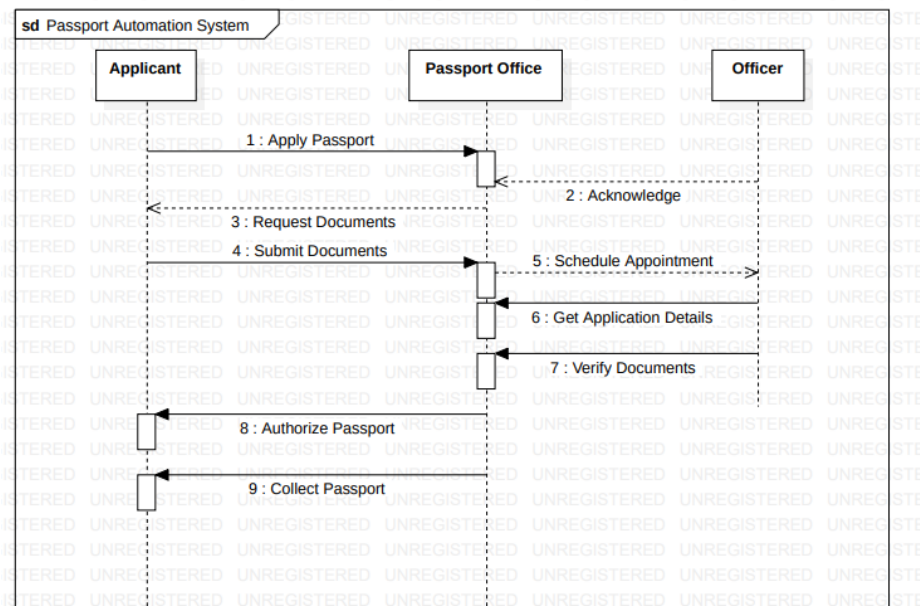 sd Passport Automation System
Applicant
Passport Office
Officer
1 : Apply Passport
2 : Acknowledge
3 : Request Documents
4 : Submit Documents
5 : Schedule Appointment
6 : Get Application Details
7 : Verify Documents
8 : Authorize Passport
9 : Collect Passport
UNREGISTERED